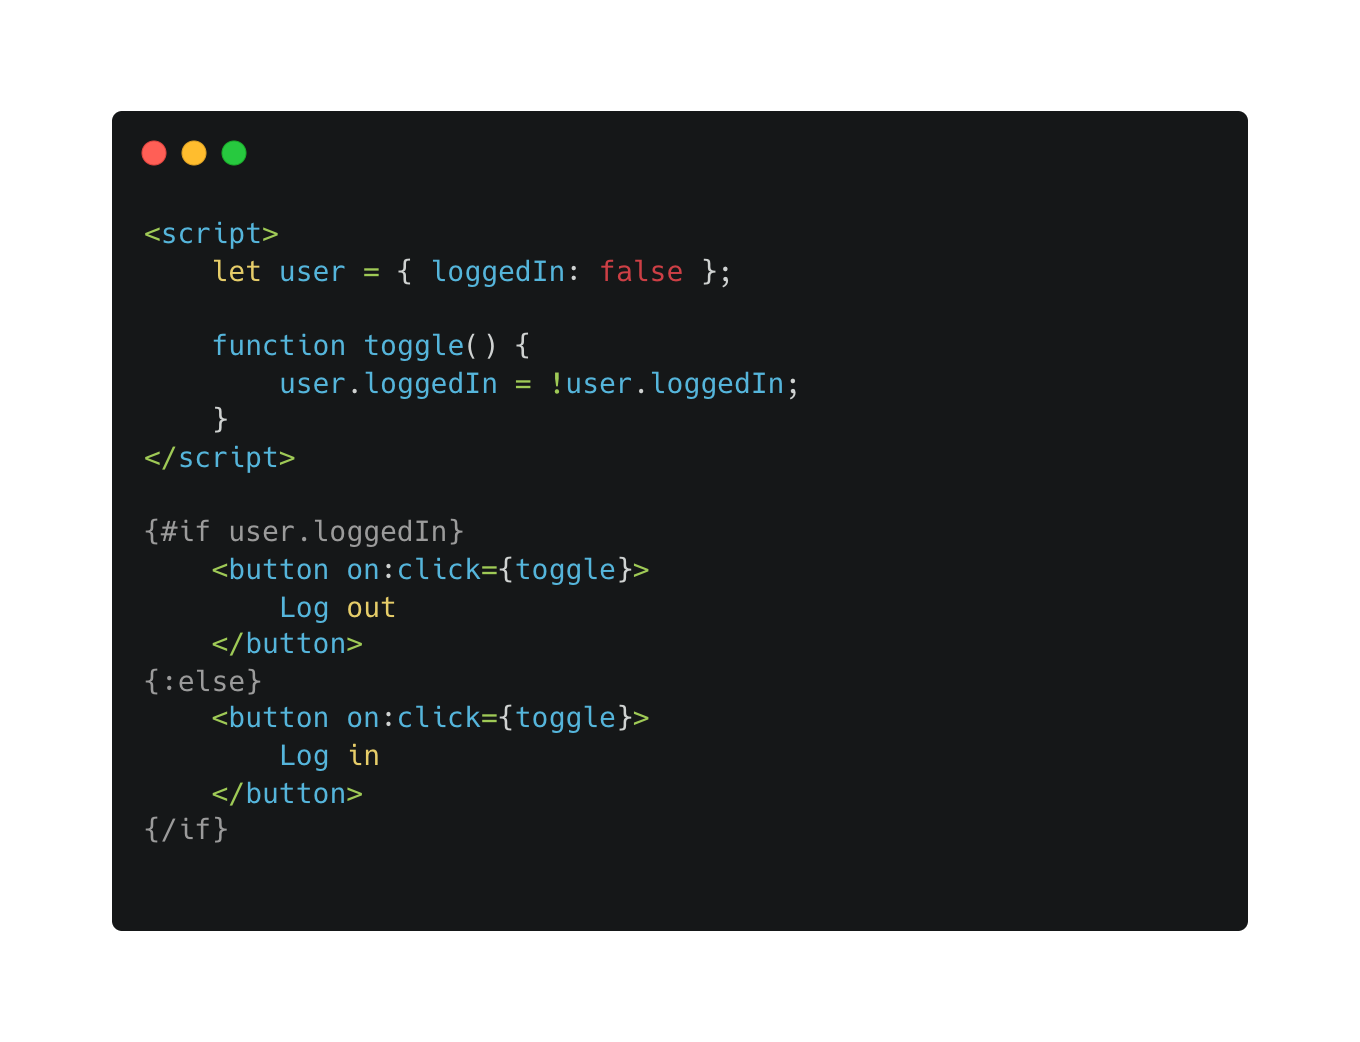 <script>
    let user = { loggedIn: false };

    function toggle() {
        user.loggedIn = !user.loggedIn;
    }
</script>

{#if user.loggedIn}
    <button on:click={toggle}>
        Log out
    </button>
{:else}
    <button on:click={toggle}>
        Log in
    </button>
{/if}